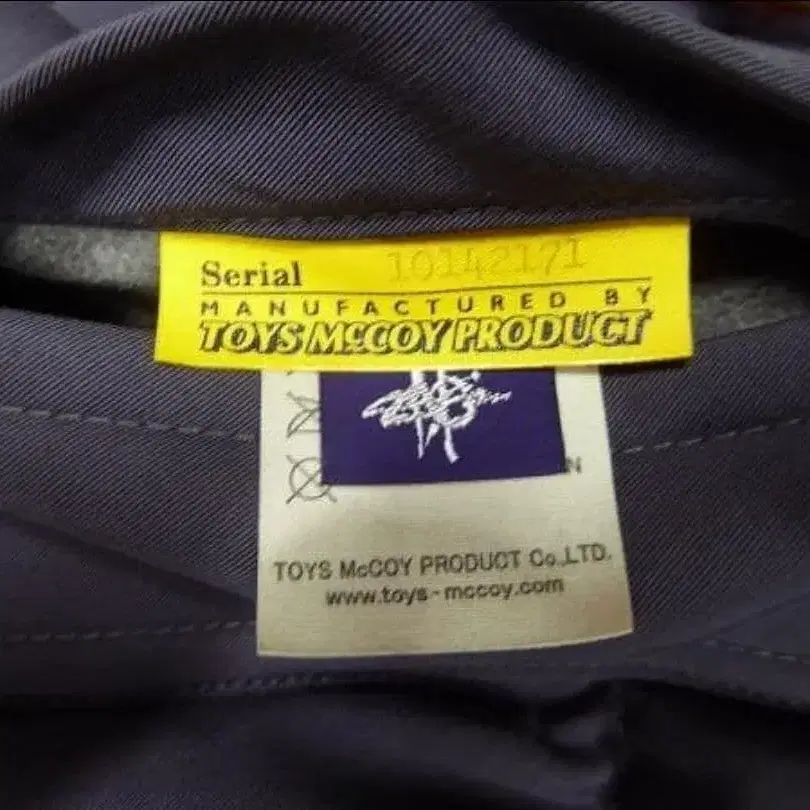 Serial 10142171
MANUFACTURED BY
TOYS McCOY PRODUCT
N
TOYS McCOY PRODUCT Co.,LTD.
www.toys-mccoy.com